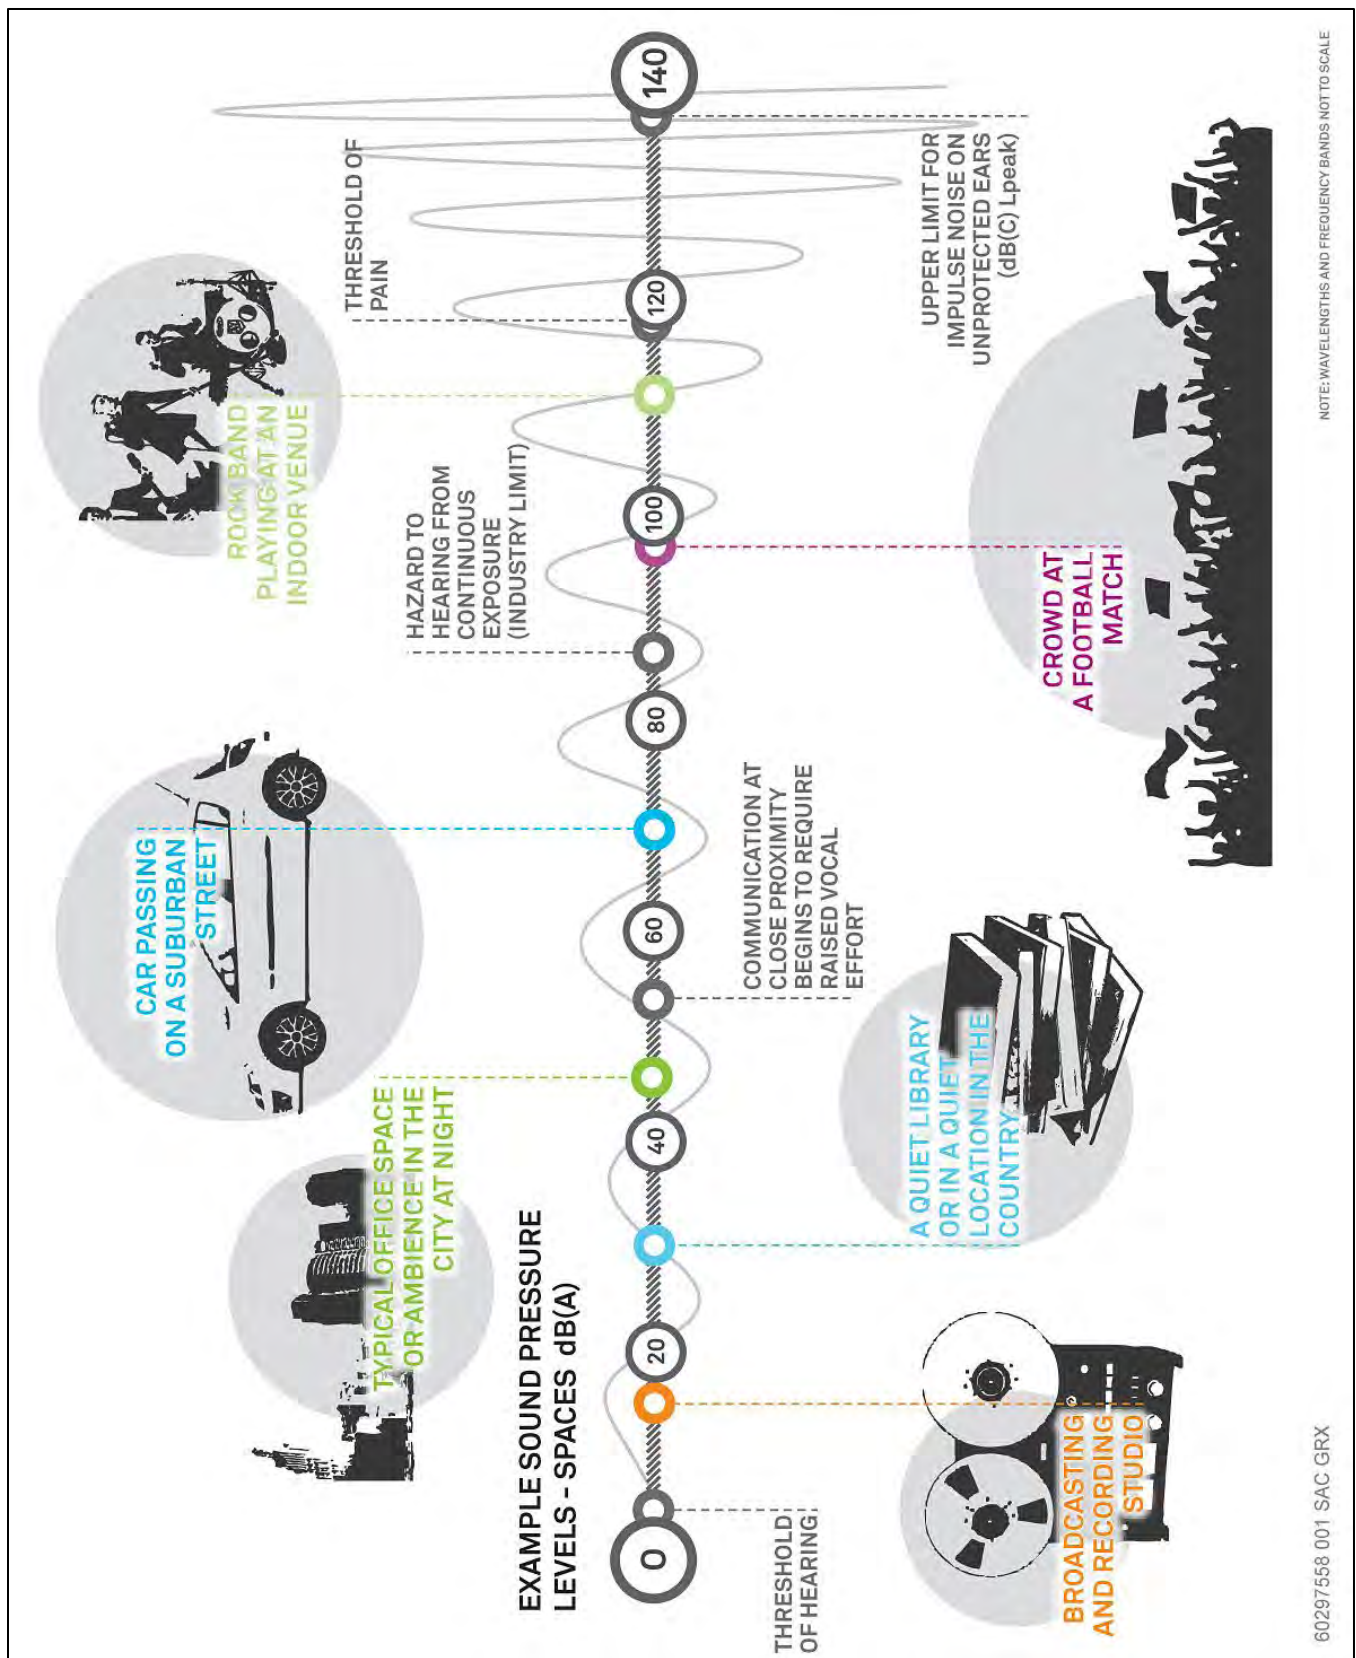 EXAMPLE SOUND PRESSURE
LEVELS - SPACES dB(A)
TYPICAL OFFICE SPACE
OR AMBIENCE IN THE
CITY AT NIGHT
CAR PASSING
ON A SUBURBAN
STREET
HAZARD TO
HEARING FROM
CONTINUOUS
EXPOSURE
(INDUSTRY LIMIT)
ROCK BAND
PLAYING AT AN
INDOOR VENUE
THRESHOLD OF
PAIN
0
20
40
60
80
100
120
140
THRESHOLD
OF HEARING
BROADCASTING
AND RECORDING
STUDIO
A QUIET LIBRARY
OR IN A QUIET
LOCATION IN THE
COUNTRY
COMMUNICATION AT
CLOSE PROXIMITY
BEGINS TO REQUIRE
RAISED VOCAL
EFFORT
CROWD AT
A FOOTBALL
MATCH
UPPER LIMIT FOR
IMPULSE NOISE ON
UNPROTECTED EARS
(dB(C) Lpeak)
60297558 001 SAC GRX
NOTE: WAVELENGTHS AND FREQUENCY BANDS NOT TO SCALE